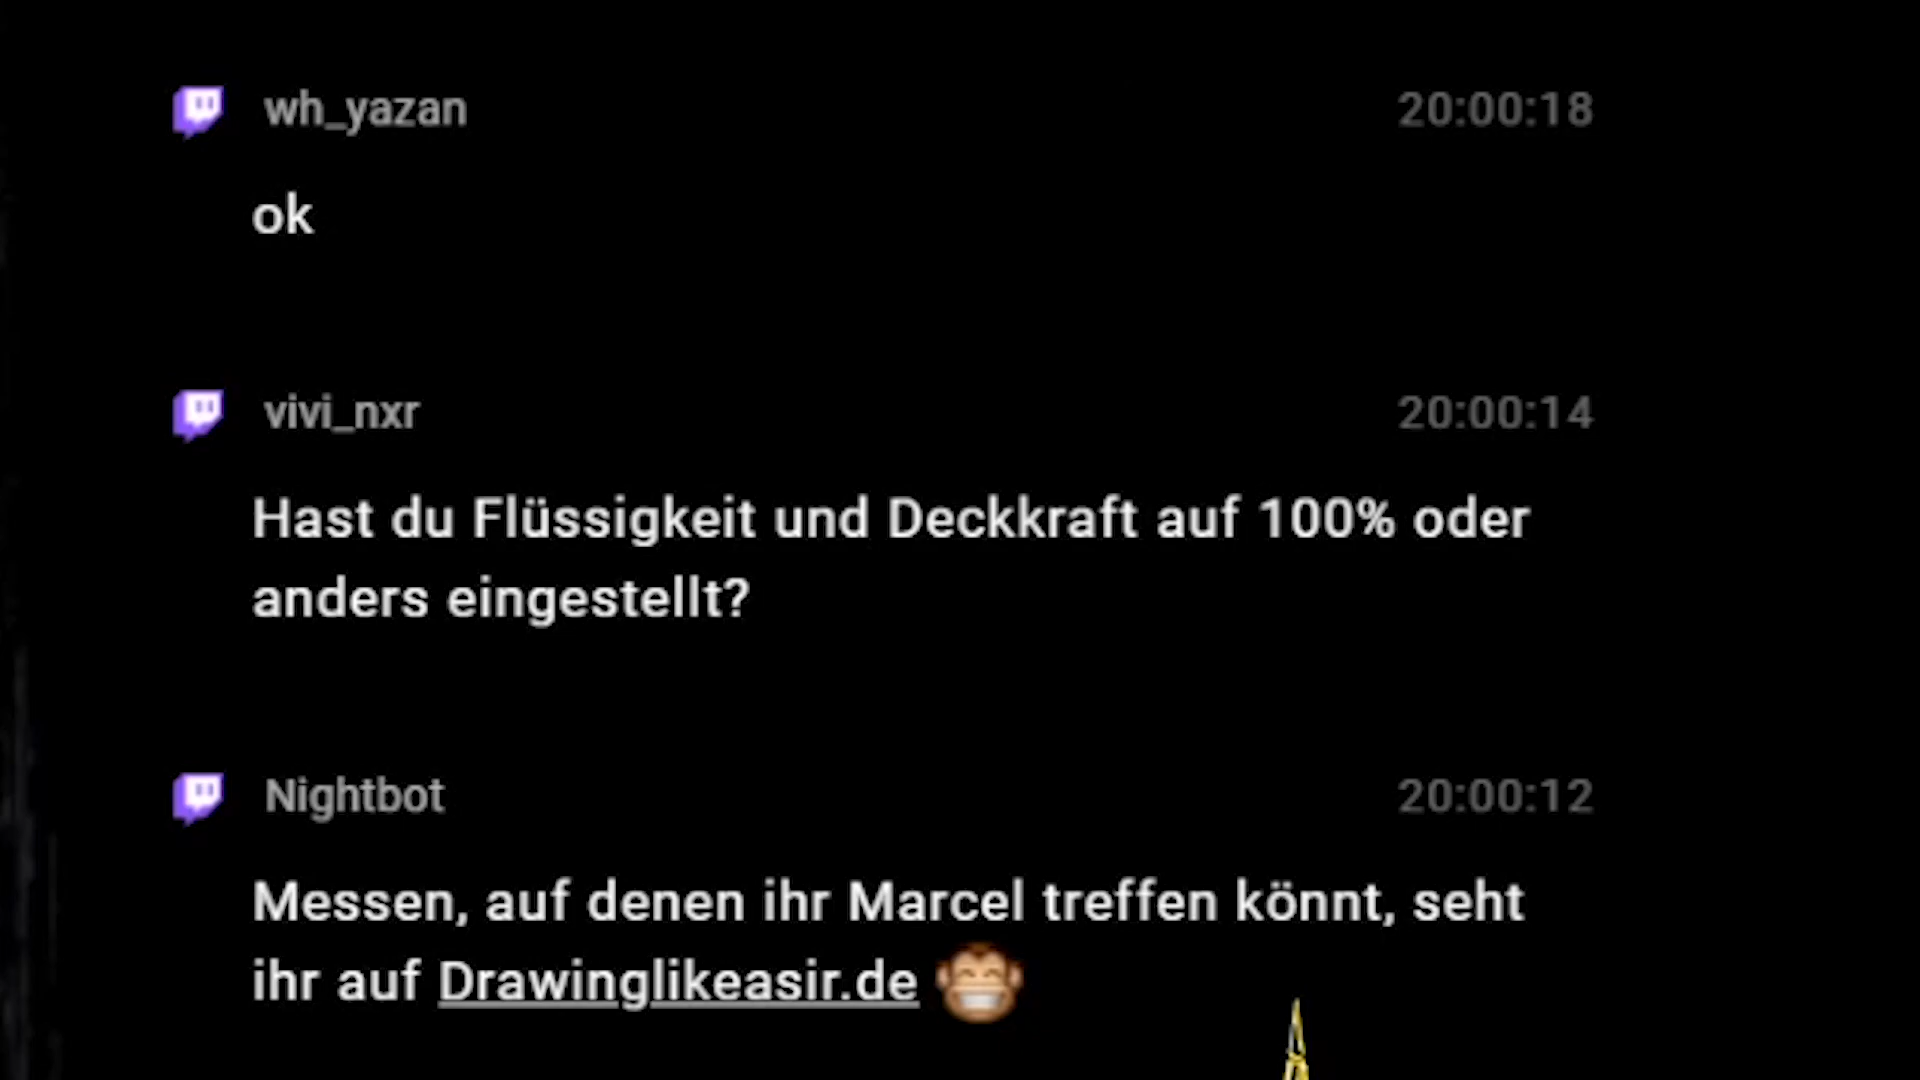 wh_yazan 20:00:18
ok
vivi_nxr 20:00:14
Hast du Flüssigkeit und Deckkraft auf 100% oder
anders eingestellt?
Nightbot 20:00:12
Messen, auf denen ihr Marcel treffen könnt, seht
ihr auf Drawinglikeasir.de